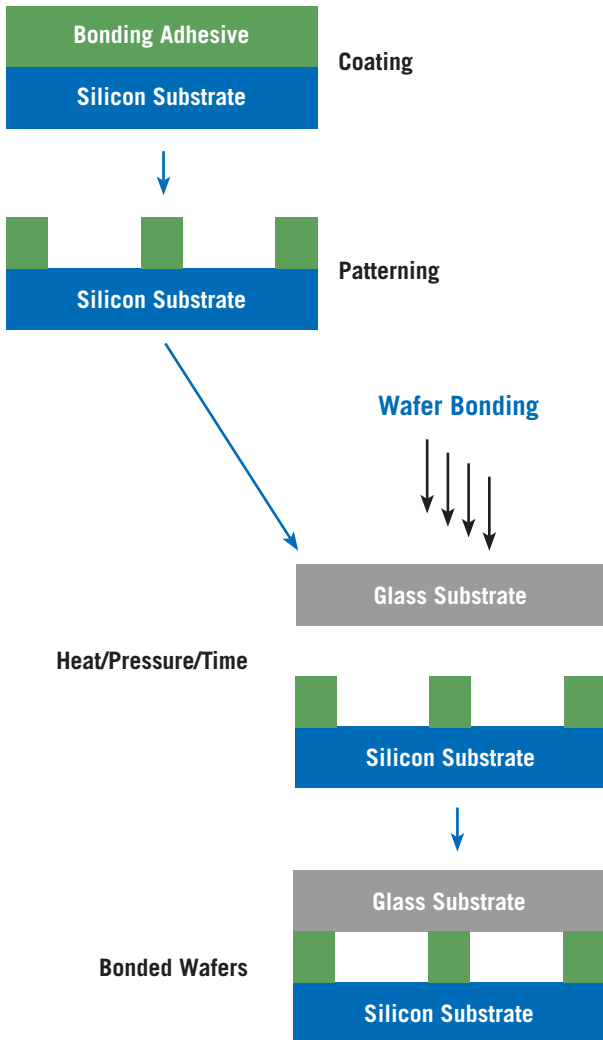 Bonding Adhesive
Coating
Silicon Substrate
Silicon Substrate
Patterning
Wafer Bonding
Glass Substrate
Heat/Pressure/Time
Silicon Substrate
Glass Substrate
Bonded Wafers
Silicon Substrate